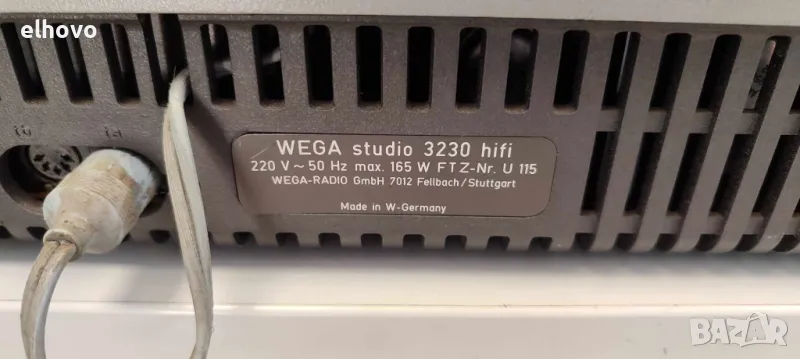 elhovo
WEGA studio 3230 hifi
220 V ~ 50 Hz max. 165 W FTZ-Nr. U 115
WEGA-RADIO GmbH 7012 Fellbach/Stuttgart
Made in W-Germany
BAZAR